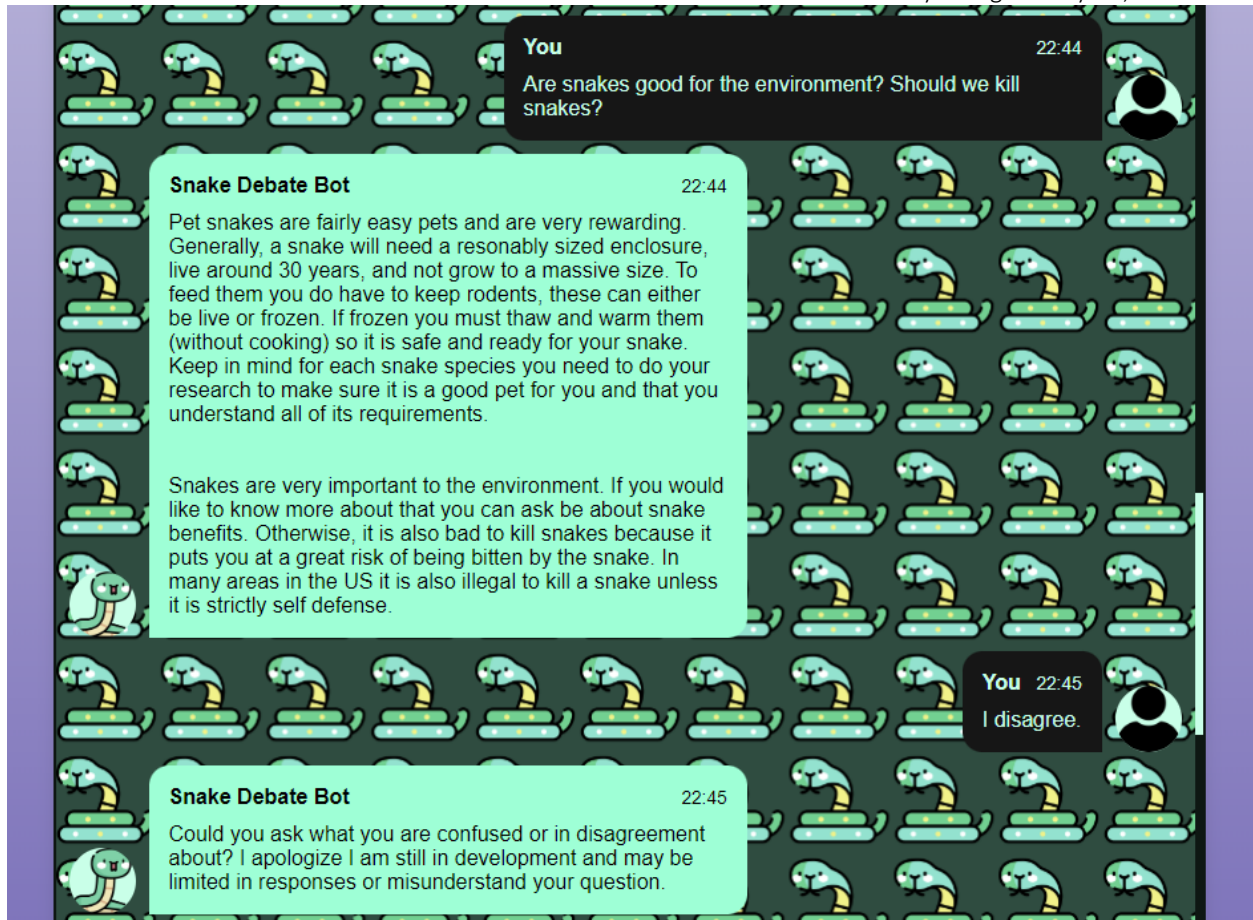 You 22:44
Are snakes good for the environment? Should we kill
snakes?
Snake Debate Bot 22:44
Pet snakes are fairly easy pets and are very rewarding.
Generally, a snake will need a resonably sized enclosure,
live around 30 years, and not grow to a massive size. To
feed them you do have to keep rodents, these can either
be live or frozen. If frozen you must thaw and warm them
(without cooking) so it is safe and ready for your snake.
Keep in mind for each snake species you need to do your
research to make sure it is a good pet for you and that you
understand all of its requirements.
Snakes are very important to the environment. If you would
like to know more about that you can ask be about snake
benefits. Otherwise, it is also bad to kill snakes because it
puts you at a great risk of being bitten by the snake. In
many areas in the US it is also illegal to kill a snake unless
it is strictly self defense.
You 22:45
I disagree.
Snake Debate Bot 22:45
Could you ask what you are confused or in disagreement
about? I apologize I am still in development and may be
limited in responses or misunderstand your question.